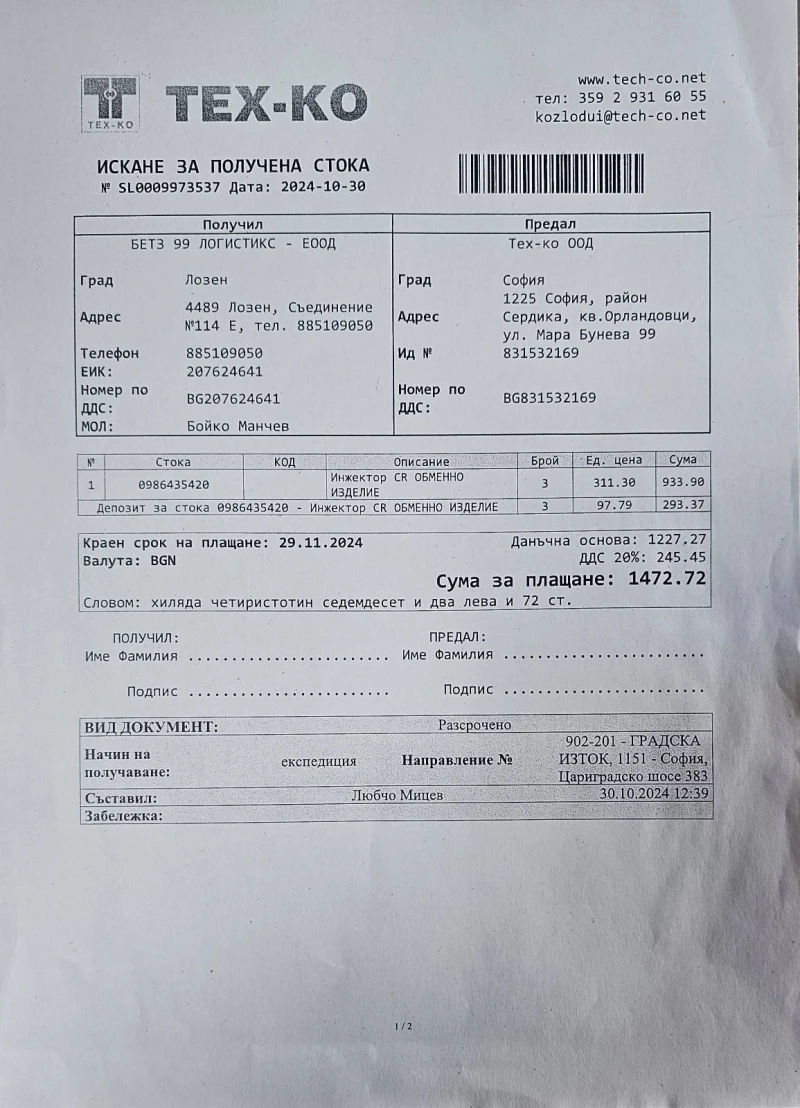 ТЕХ-КО
ТЕХ-КО
www.tech-co.net
тел: 359 2 931 60 55
kozlodui@tech-co.net
ИСКАНЕ ЗА ПОЛУЧЕНА СТОКА
№ SL0009973537 Дата: 2024-10-30
Получил Предал
БЕТЗ 99 ЛОГИСТИКС - ЕООД Тех-ко ООД
Град Лозен Град София
Адрес 4489 Лозен, Съединение №114 Е, тел. 885109050 Адрес 1225 София, район Сердика, кв.Орландовци, ул. Мара Бунева 99
Телефон 885109050 Ид № 831532169
ЕИК: 207624641
Номер по ДДС: BG207624641 Номер по ДДС: BG831532169
МОЛ: Бойко Манчев
№ Стока КОД Описание Брой Ед. цена Сума
1 0986435420 Инжектор CR ОБМЕННО ИЗДЕЛИЕ 3 311.30 933.90
Депозит за стока 0986435420 - Инжектор CR ОБМЕННО ИЗДЕЛИЕ 3 97.79 293.37
Краен срок на плащане: 29.11.2024 Данъчна основа: 1227.27
Валута: BGN ДДС 20%: 245.45
Сума за плащане: 1472.72
Словом: хиляда четиристотин седемдесет и два лева и 72 ст.
ПОЛУЧИЛ: ПРЕДАЛ:
Име Фамилия ........................ Име Фамилия ........................
Подпис ........................ Подпис ........................
ВИД ДОКУМЕНТ: Разсрочено
Начин на получаване: експедиция Направление № 902-201 - ГРАДСКА ИЗТОК, 1151 - София, Цариградско шосе 383
Съставил: Любчо Мицев 30.10.2024 12:39
Забележка:
1 / 2